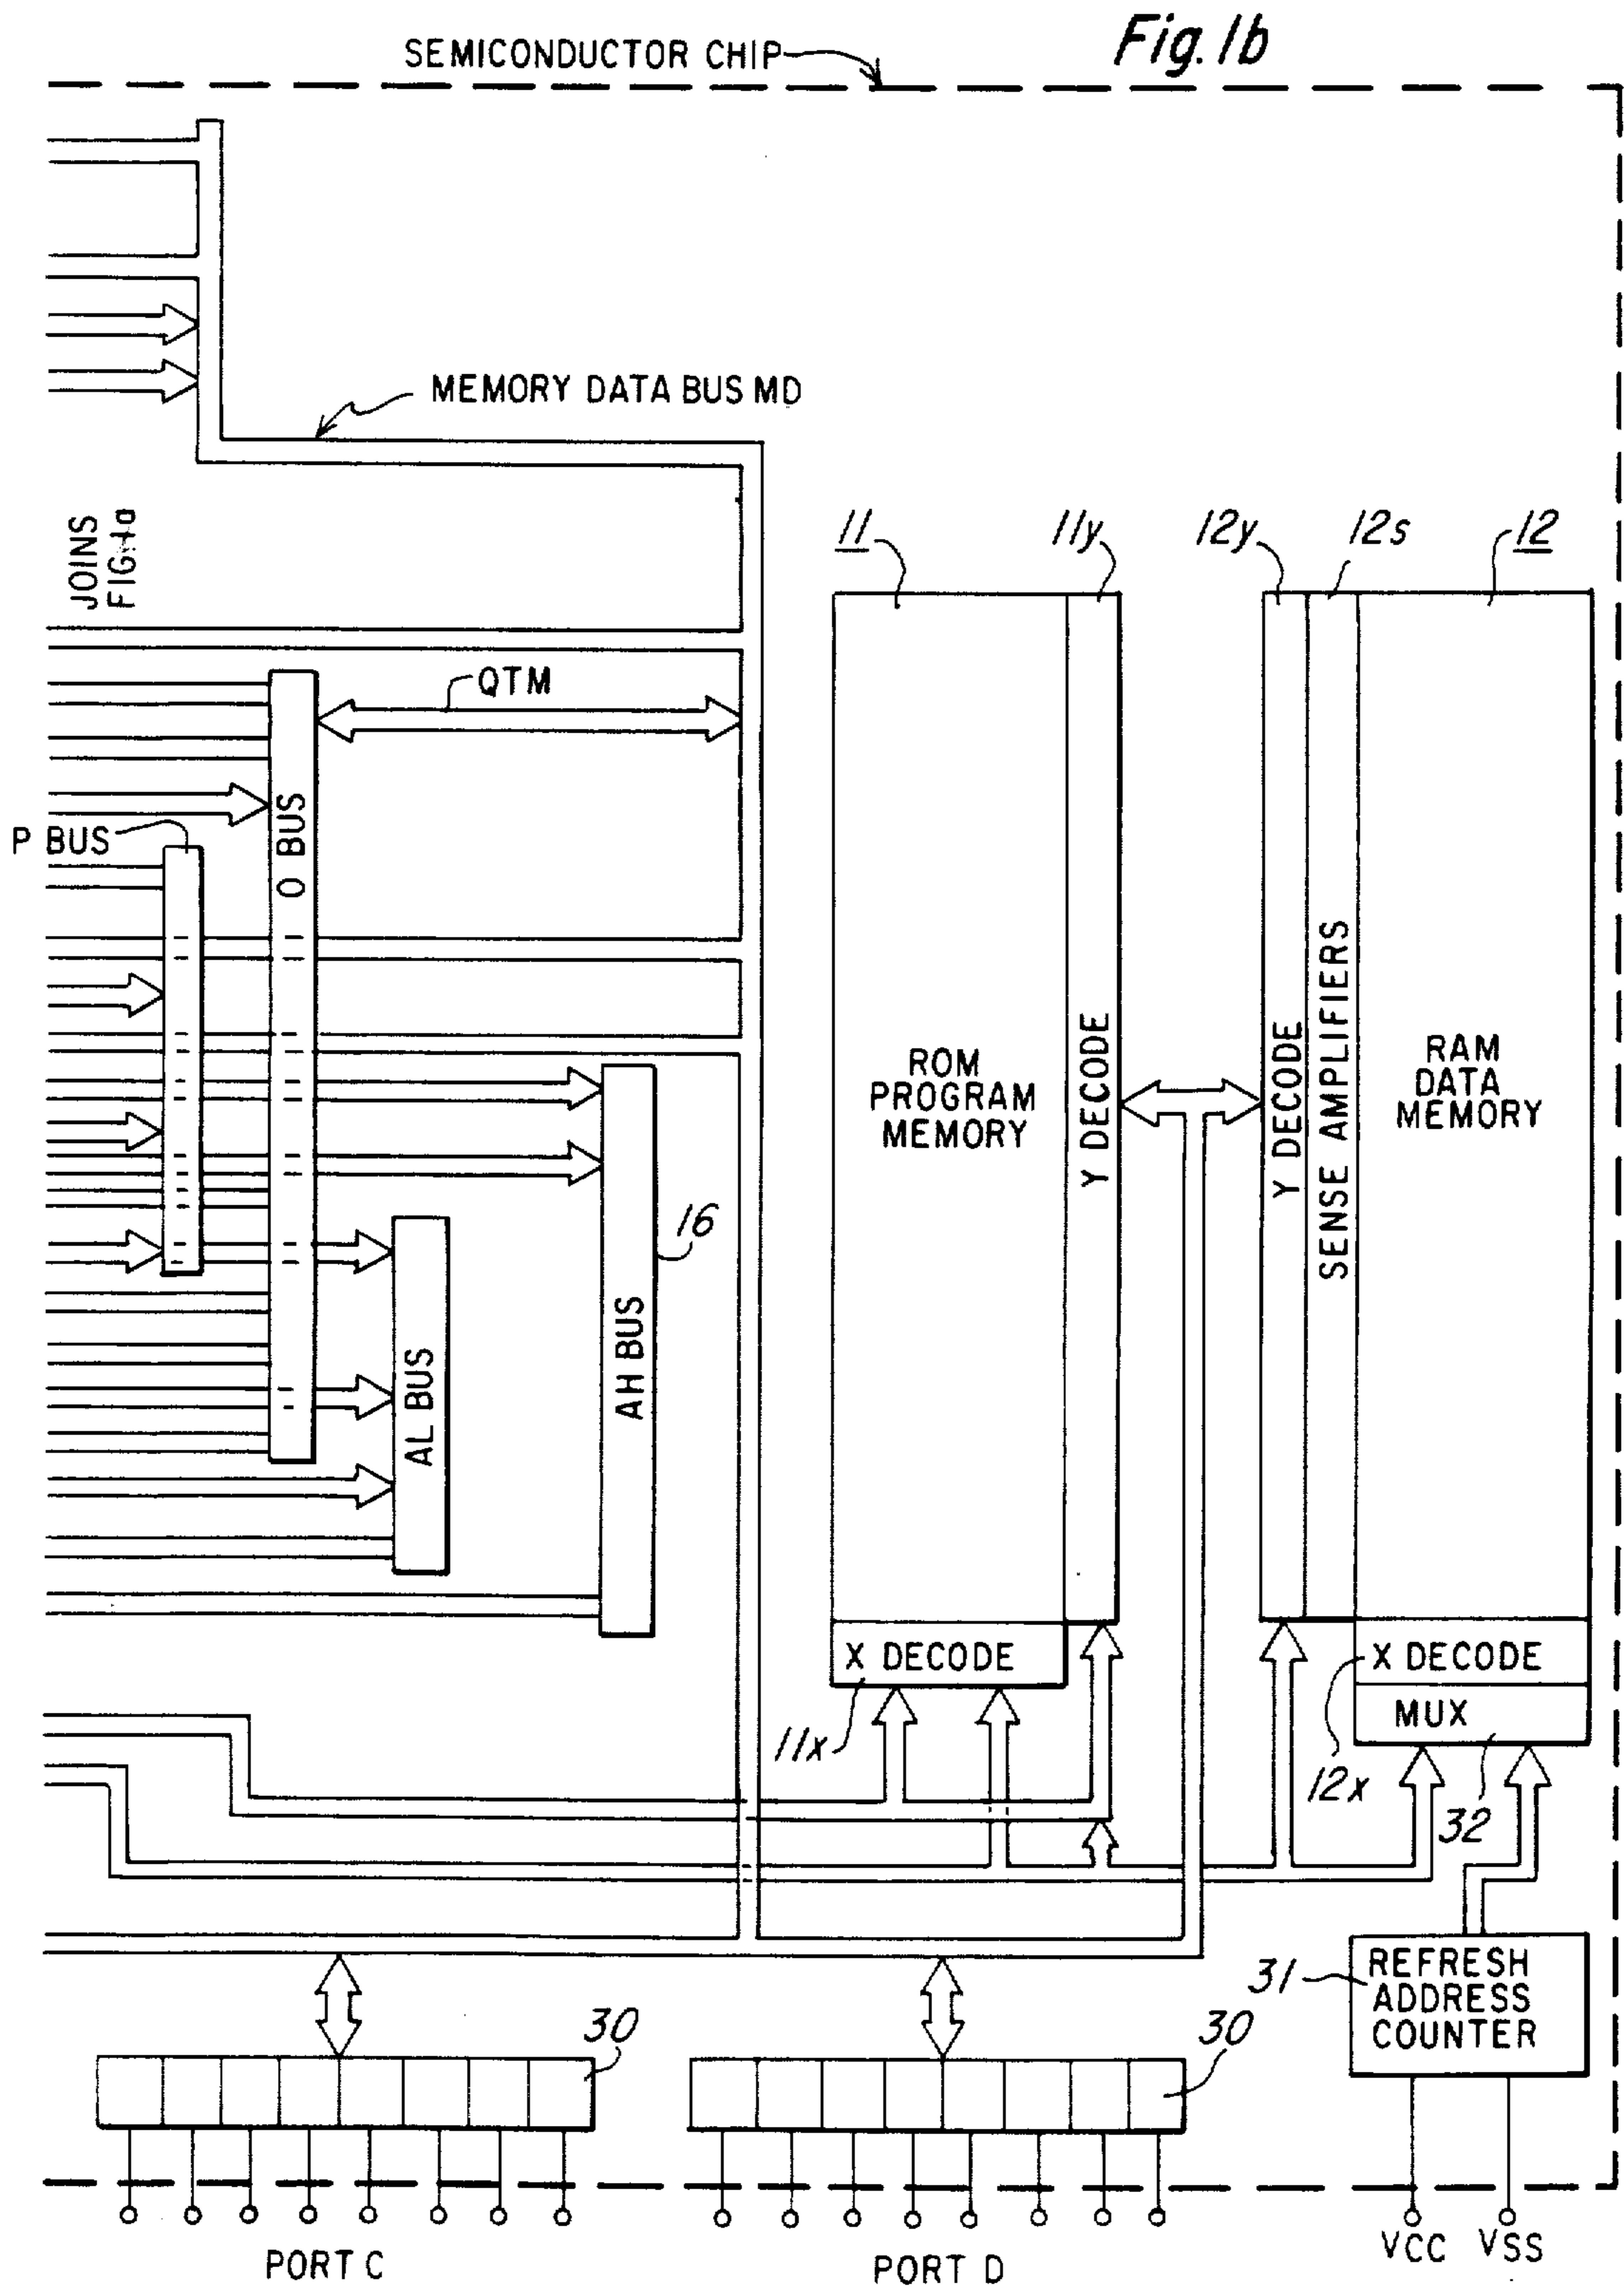 Fig. 1b
SEMICONDUCTOR CHIP
MEMORY DATA BUS MD
JOINS
FIG. 1a
11
11y
12y
12s
12
QTM
O BUS
P BUS
ROM
PROGRAM
MEMORY
Y DECODE
Y DECODE
SENSE AMPLIFIERS
RAM
DATA
MEMORY
16
AL BUS
AH BUS
X DECODE
X DECODE
MUX
11x
12x
32
31
REFRESH
ADDRESS
COUNTER
30
30
PORT C
PORT D
VCC
VSS